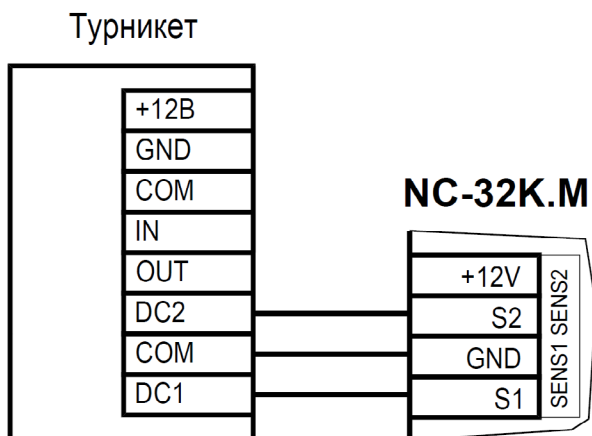 Турникет
+12В
GND
COM
IN
OUT
DC2
COM
DC1
NC-32K.M
+12V
S2
GND
S1
SENS1 SENS2